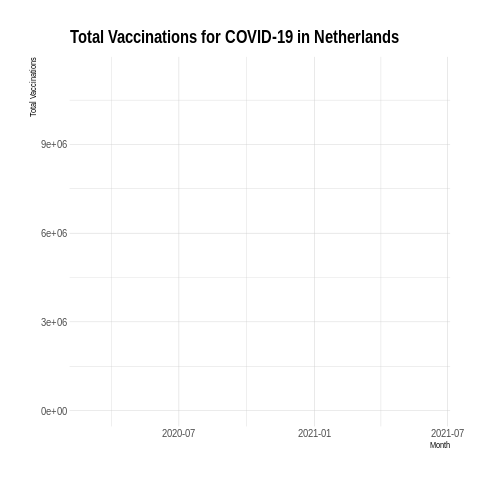 Total Vaccinations for COVID-19 in Netherlands
Total Vaccinations
9e+06
6e+06
3e+06
0e+00
2020-07 2021-01 2021-07
Month